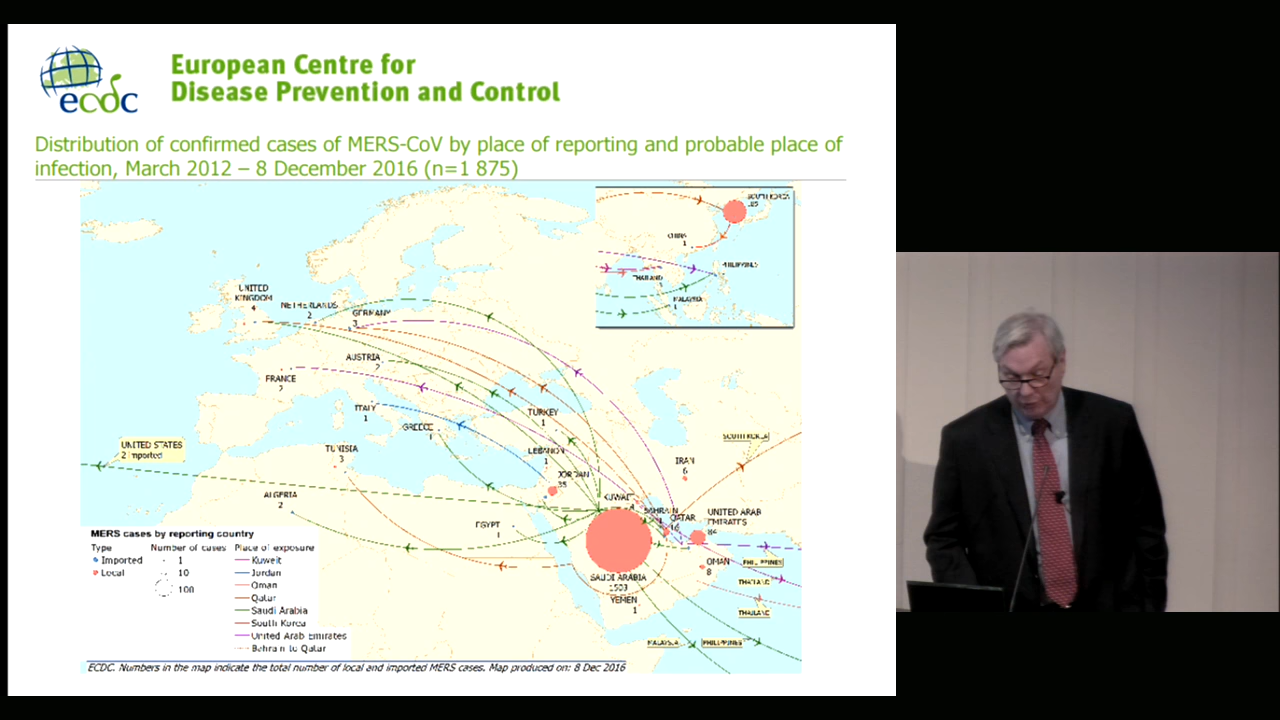 ecdc
European Centre for
Disease Prevention and Control
Distribution of confirmed cases of MERS-CoV by place of reporting and probable place of
infection, March 2012 – 8 December 2016 (n=1 875)
SOUTH KOREA
185
CHINA
1
PHILIPPINES
THAILAND
MALAYSIA
1
UNITED
KINGDOM
4
NETHERLANDS
2
GERMANY
3
AUSTRIA
2
FRANCE
2
ITALY
1
GREECE
1
TURKEY
1
UNITED STATES
2 imported
TUNISIA
3
LEBANON
1
JORDAN
35
IRAN
6
SOUTH KOREA
ALGERIA
2
KUWAIT
BAHRAIN
QATAR
16
UNITED ARAB
EMIRATES
84
EGYPT
1
OMAN
8
PHILIPPINES
THAILAND
THAILAND
SAUDI ARABIA
1503
YEMEN
1
MALAYSIA
PHILIPPINES
MERS cases by reporting country
Type
Number of cases
Place of exposure
Imported
Local
1
10
100
Kuweit
Jordan
Oman
Qatar
Saudi Arabia
South Korea
United Arab Emirates
Bahrain to Qatar
ECDC. Numbers in the map indicate the total number of local and imported MERS cases. Map produced on: 8 Dec 2016